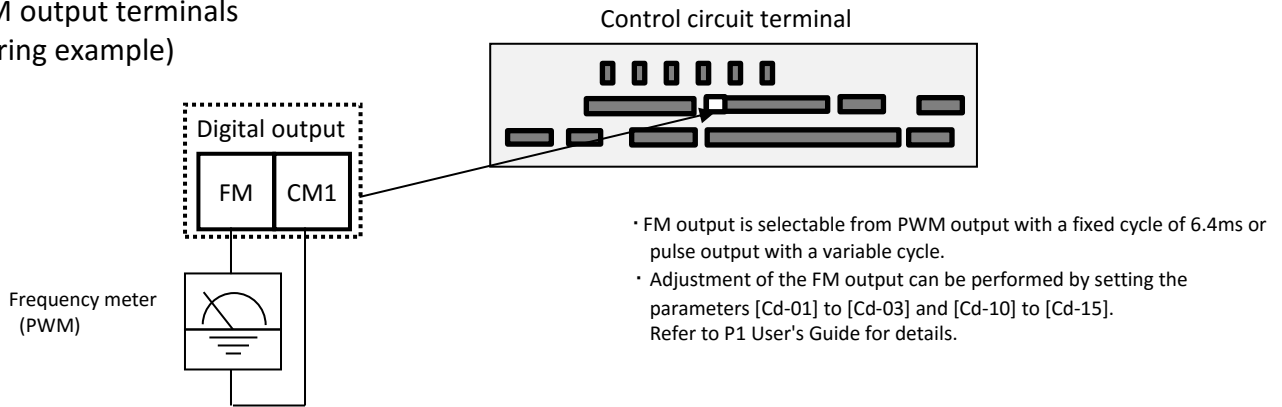 M output terminals
ring example)
Control circuit terminal
Digital output
FM CM1
Frequency meter
(PWM)
・FM output is selectable from PWM output with a fixed cycle of 6.4ms or
pulse output with a variable cycle.
・ Adjustment of the FM output can be performed by setting the
parameters [Cd-01] to [Cd-03] and [Cd-10] to [Cd-15].
Refer to P1 User's Guide for details.